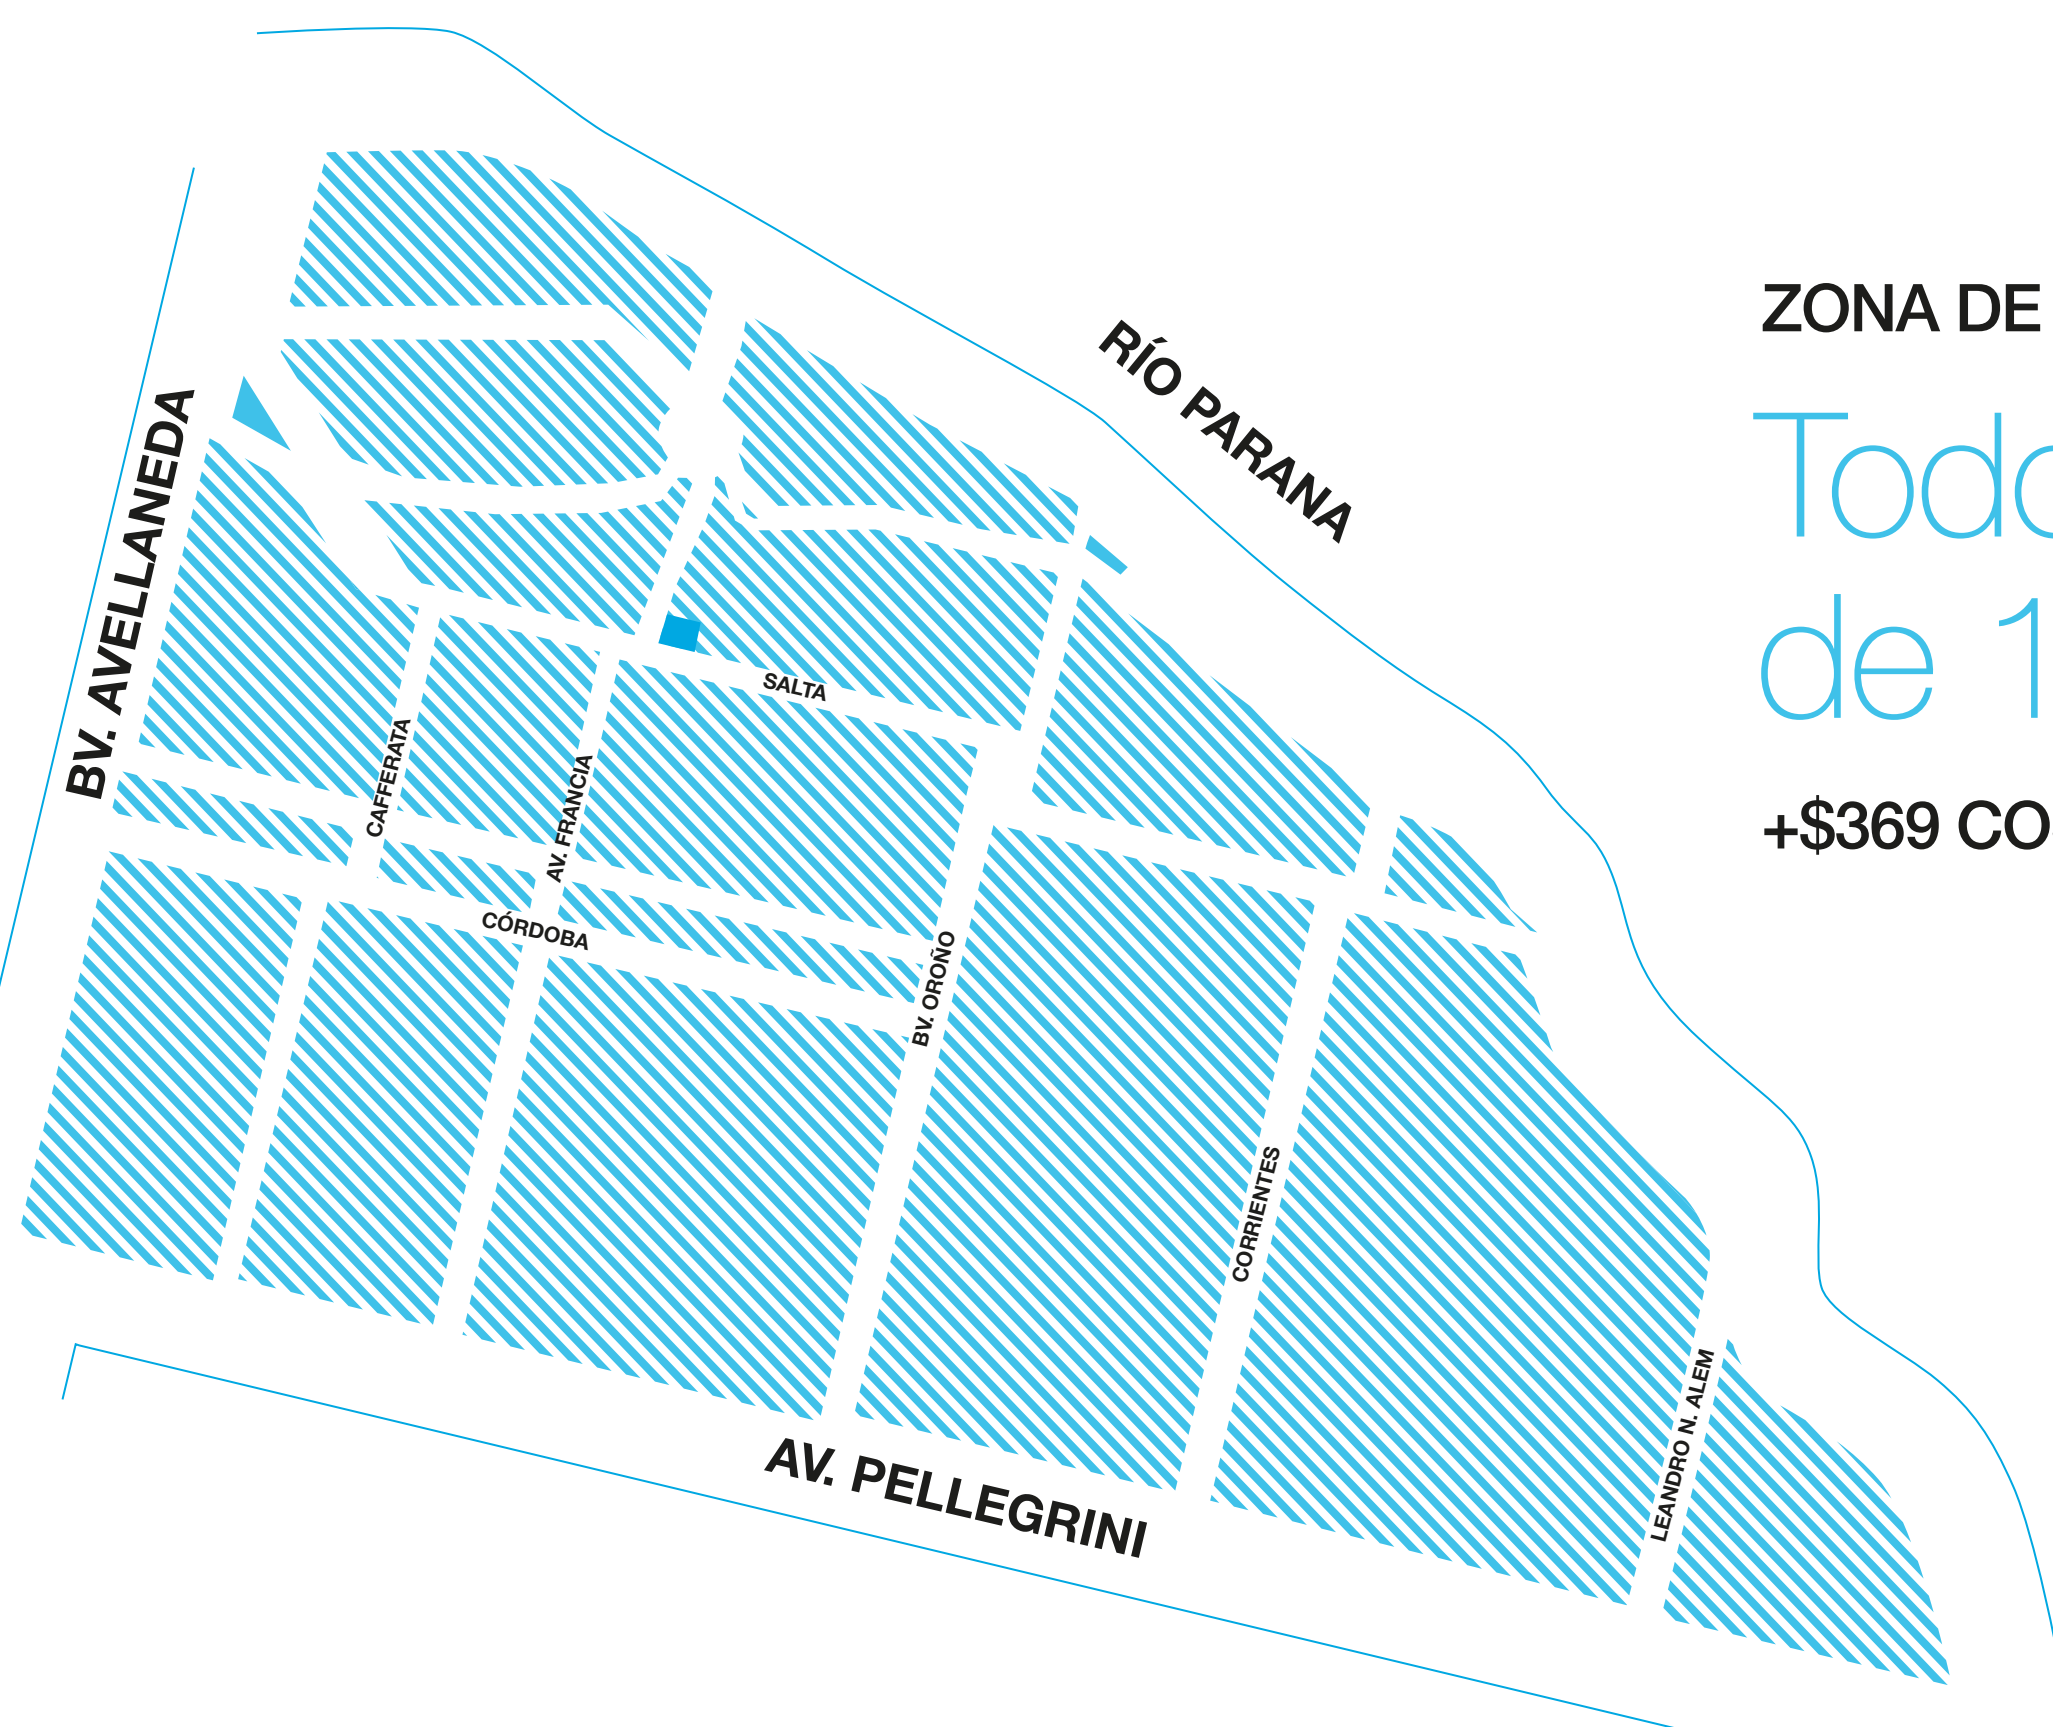 RÍO PARANA
ZONA DE
de 1
+$369 CO
BV. AVELLANEDA
SALTA
CAFFERATA
AV. FRANCIA
CÓRDOBA
BV. OROÑO
CORRIENTES
LEANDRO N. ALEM
AV. PELLEGRINI